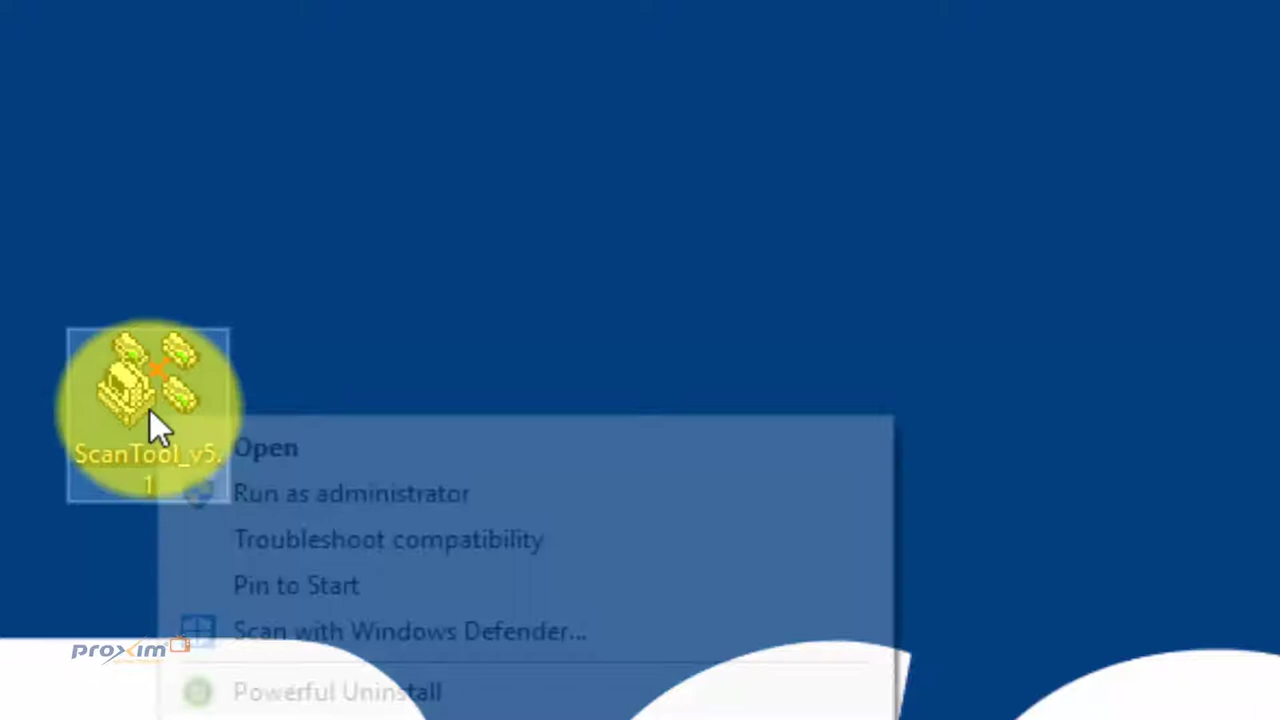 ScanTool_v5.
1
Open
Run as administrator
Troubleshoot compatibility
Pin to Start
Scan with Windows Defender...
proxim
Powerful Uninstall